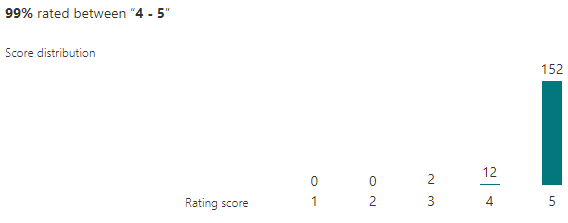 99% rated between “4 - 5”
Score distribution
152
0 0 2 12
Rating score 1 2 3 4 5